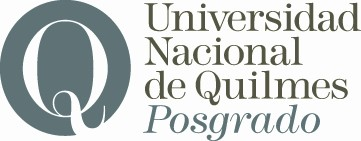 Q
Universidad
Nacional
de Quilmes
Posgrado